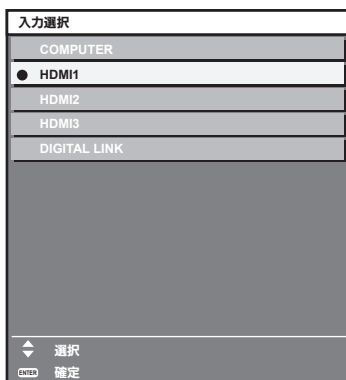 入力選択
COMPUTER
HDMI1
HDMI2
HDMI3
DIGITAL LINK
選択
ENTER 確定